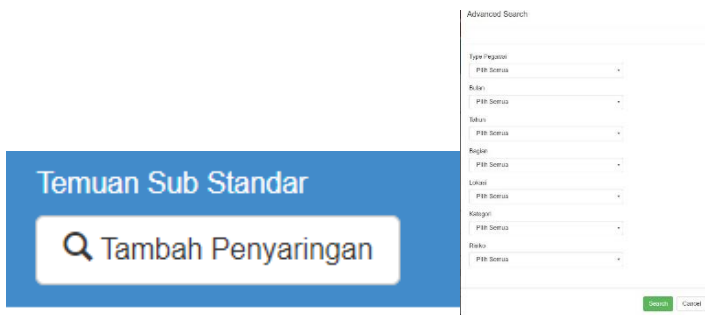 Temuan Sub Standar
Tambah Penyaringan
Advanced Search
Type Pegawai
Pilih Semua
Bulan
Pilih Semua
Tahun
Pilih Semua
Bagian
Pilih Semua
Lokasi
Pilih Semua
Kategori
Pilih Semua
Risiko
Pilih Semua
Search
Cancel